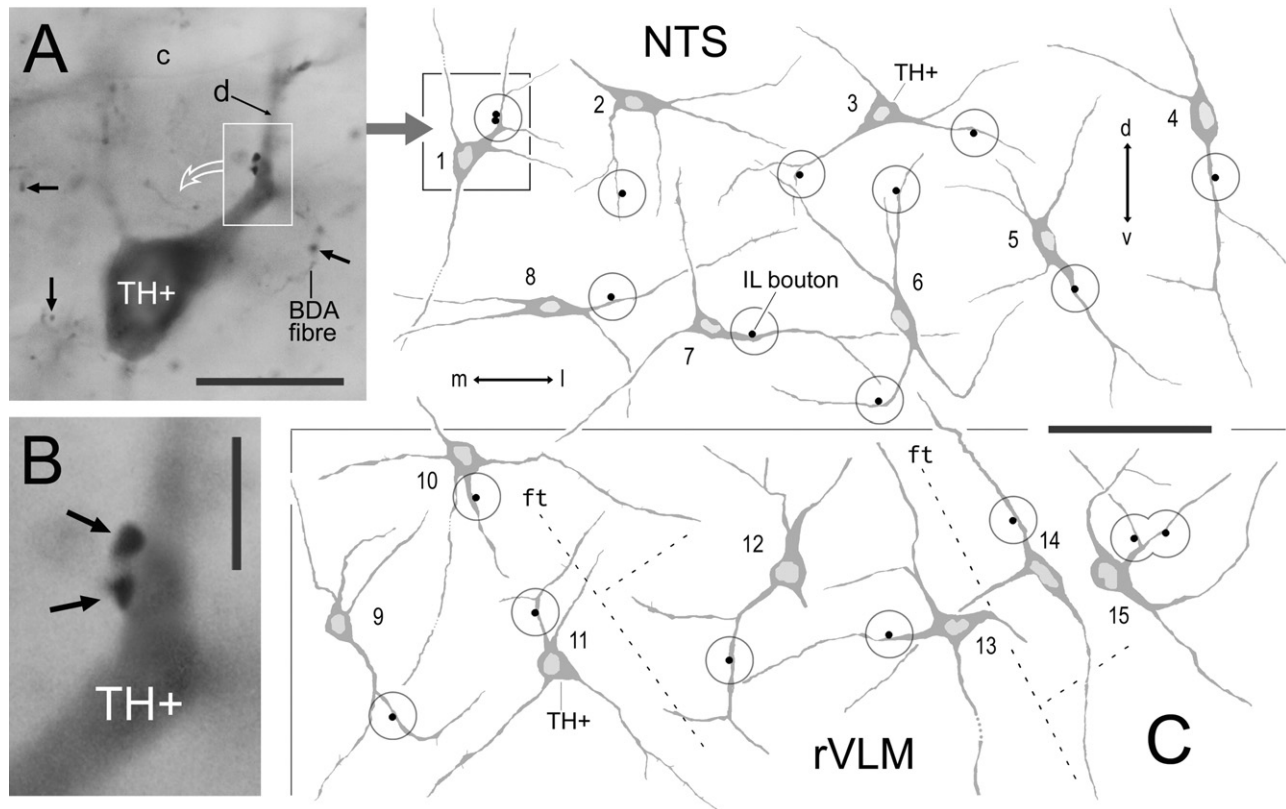 A
c
d
TH+
BDA
fibre
B
TH+
NTS
1
2
3
TH+
4
d
v
5
6
IL bouton
7
8
m
l
10
ft
12
ft
14
9
11
TH+
13
15
rVLM
C